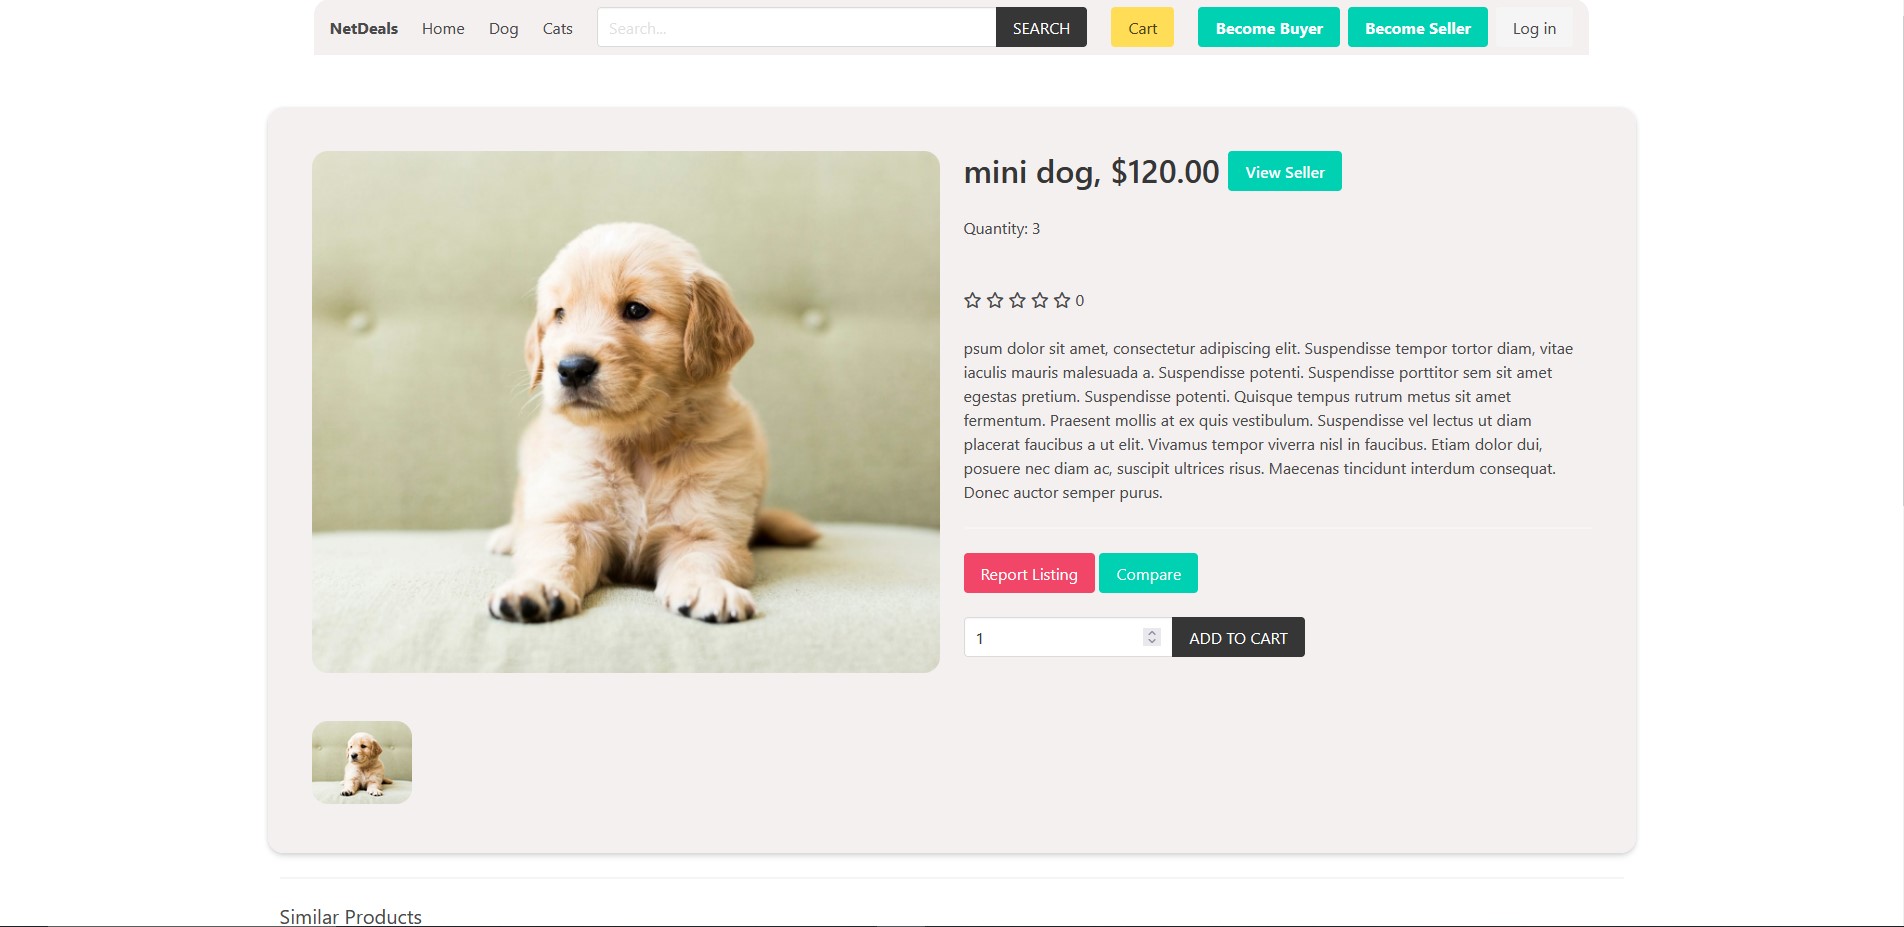 NetDeals Home Dog Cats Search... SEARCH Cart Become Buyer Become Seller Log in
mini dog, $120.00 View Seller
Quantity: 3
0
psum dolor sit amet, consectetur adipiscing elit. Suspendisse tempor tortor diam, vitae
iaculis mauris malesuada a. Suspendisse potenti. Suspendisse porttitor sem sit amet
egestas pretium. Suspendisse potenti. Quisque tempus rutrum metus sit amet
fermentum. Praesent mollis at ex quis vestibulum. Suspendisse vel lectus ut diam
placerat faucibus a ut elit. Vivamus tempor viverra nisl in faucibus. Etiam dolor dui,
posuere nec diam ac, suscipit ultrices risus. Maecenas tincidunt interdum consequat.
Donec auctor semper purus.
Report Listing Compare
1 ADD TO CART
Similar Products